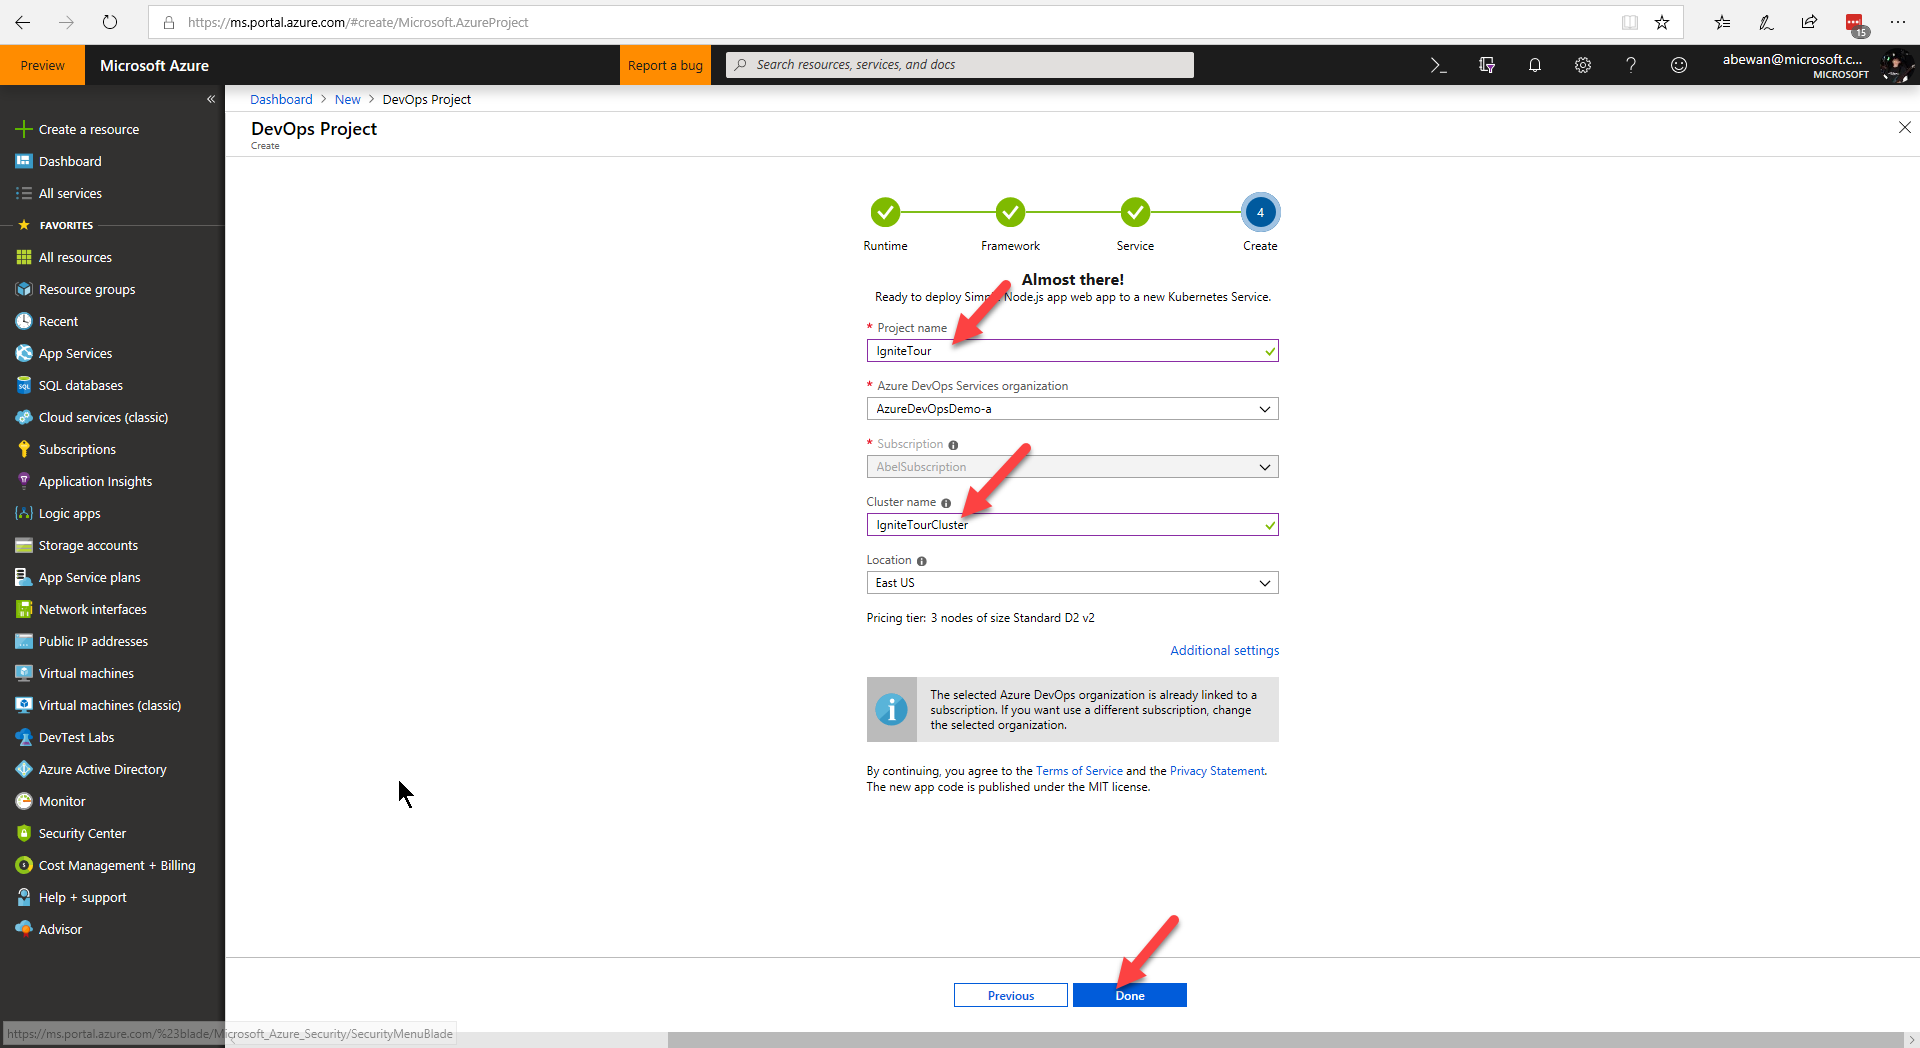 https://ms.portal.azure.com/#create/Microsoft.AzureProject
15
Preview
Microsoft Azure
Report a bug
Search resources, services, and docs
abewan@microsoft.c...
MICROSOFT
Dashboard > New > DevOps Project
DevOps Project
Create
Create a resource
Dashboard
All services
FAVORITES
All resources
Resource groups
Recent
App Services
SQL databases
Cloud services (classic)
Subscriptions
Application Insights
Logic apps
Storage accounts
App Service plans
Network interfaces
Public IP addresses
Virtual machines
Virtual machines (classic)
DevTest Labs
Azure Active Directory
Monitor
Security Center
Cost Management + Billing
Help + support
Advisor
https://ms.portal.azure.com/%23blade/Microsoft_Azure_Security/SecurityMenuBlade
4
Runtime Framework Service Create
Almost there!
Ready to deploy Node.js app web app to a new Kubernetes Service.
* Project name
IgniteTour
* Azure DevOps Services organization
AzureDevOpsDemo-a
* Subscription
AbelSubscription
Cluster name
IgniteTourCluster
Location
East US
Pricing tier: 3 nodes of size Standard D2 v2
Additional settings
The selected Azure DevOps organization is already linked to a
subscription. If you want use a different subscription, change
the selected organization.
By continuing, you agree to the Terms of Service and the Privacy Statement.
The new app code is published under the MIT license.
Previous
Done